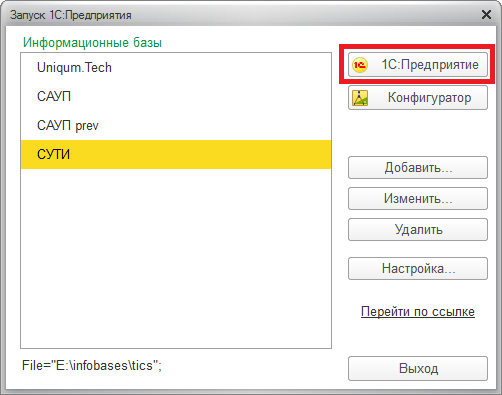 Запуск 1С:Предприятия
Информационные базы
Uniqum.Tech
САУП
САУП prev
СУТИ
1С:Предприятие
Конфигуратор
Добавить...
Изменить...
Удалить
Настройка...
Перейти по ссылке
File="E:\infobases\tics";
Выход